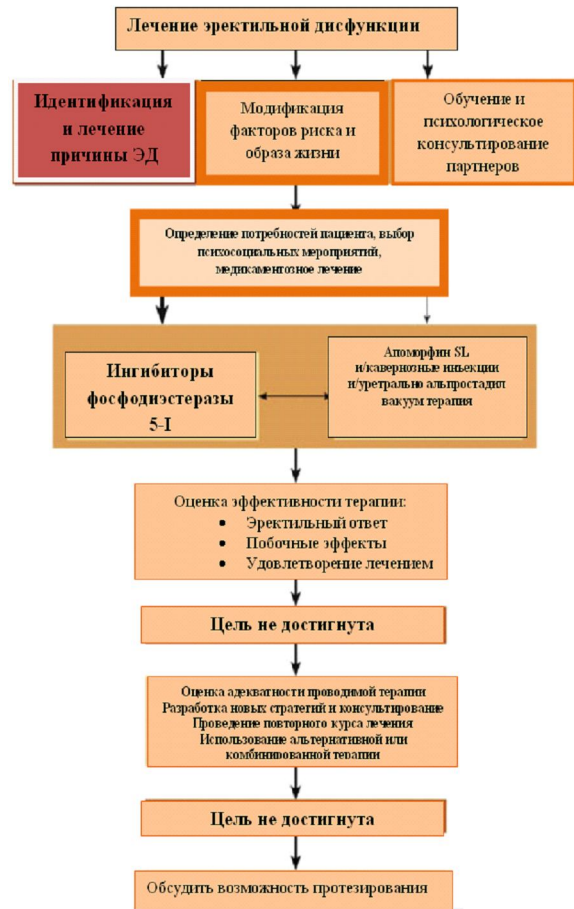 Лечение эректильной дисфункции
Идентификация
и лечение
причины ЭД
Модификация
факторов риска и
образа жизни
Обучение и
психологическое
консультирование
партнеров
Определение потребностей пациента, выбор
психосоциальных мероприятий,
медикаментозное лечение
Ингибиторы
фосфодиэстеразы
5-I
Апоморфин SL
и/кавернозные инъекции
и/уретрально альпростадил
вакуум терапия
Оценка эффективности терапии:
• Эректильный ответ
• Побочные эффекты
• Удовлетворение лечением
Цель не достигнута
Оценка адекватности проводимой терапии
Разработка новых стратегий и консультирование
Проведение повторного курса лечения
Использование альтернативной или
комбинированной терапии
Цель не достигнута
Обсудить возможность протезирования